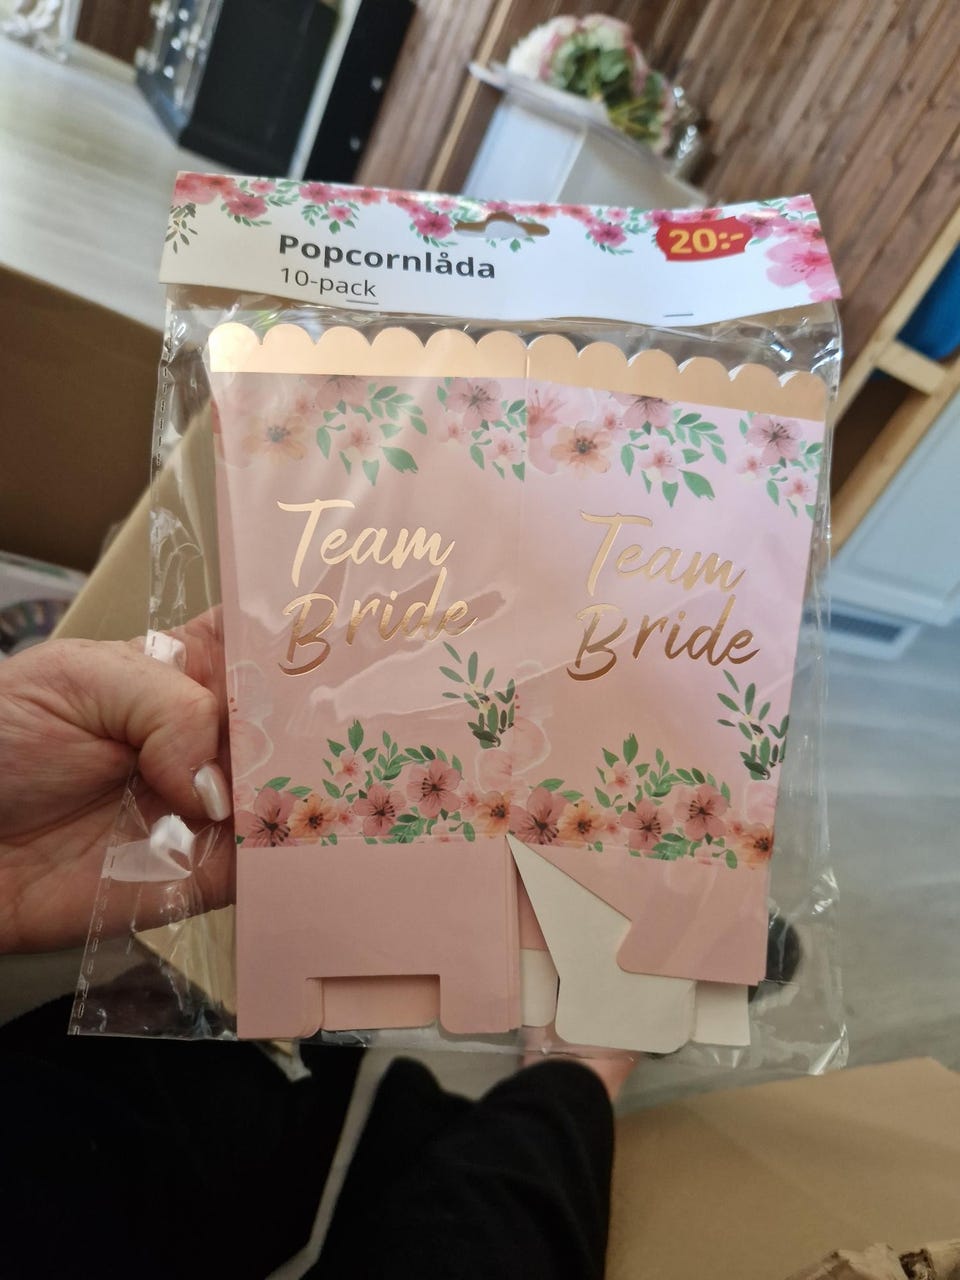 Popcornlåda
10-pack
20:-
Team
Bride
Team
Bride